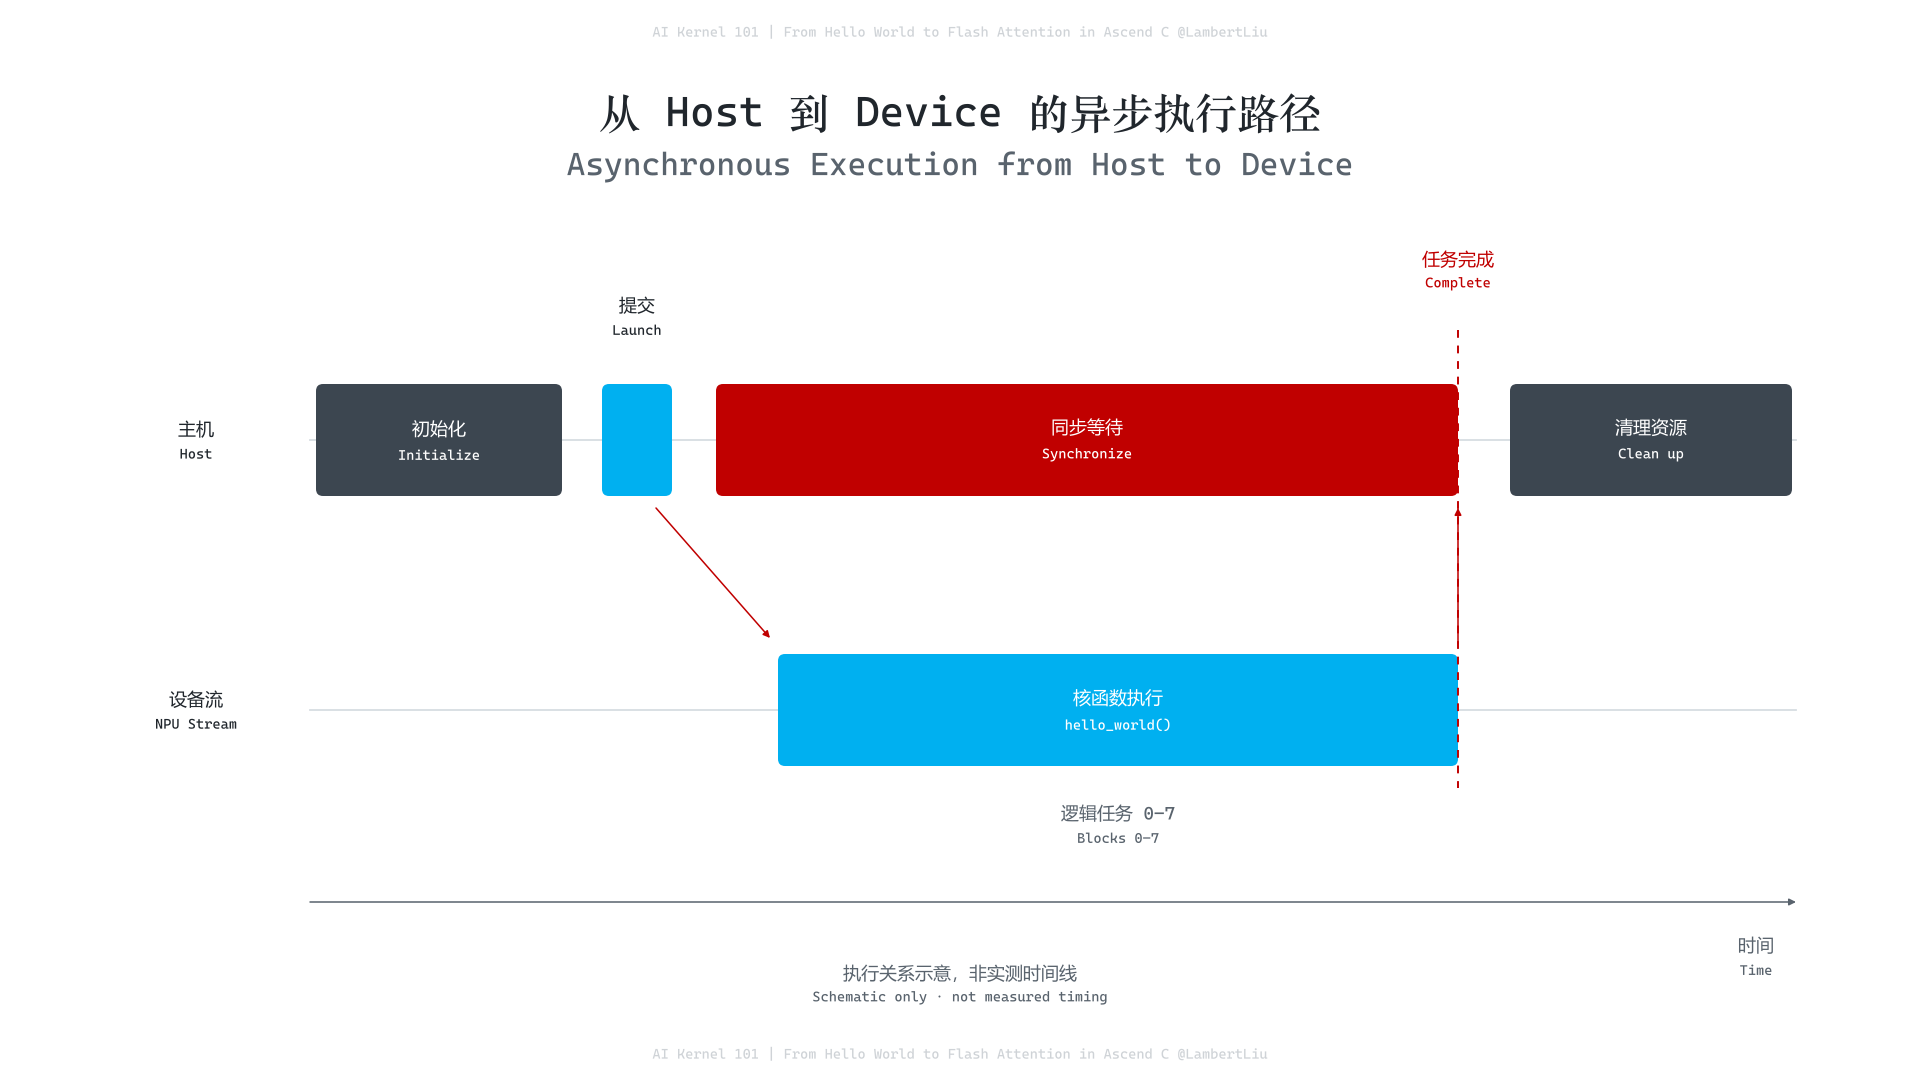 AI Kernel 101 | From Hello World to Flash Attention in Ascend C @LambertLiu
从 Host 到 Device 的异步执行路径
Asynchronous Execution from Host to Device
任务完成
Complete
提交
Launch
主机
Host
初始化
Initialize
同步等待
Synchronize
清理资源
Clean up
设备流
NPU Stream
核函数执行
hello_world()
逻辑任务 0–7
Blocks 0–7
时间
Time
执行关系示意，非实测时间线
Schematic only · not measured timing
AI Kernel 101 | From Hello World to Flash Attention in Ascend C @LambertLiu